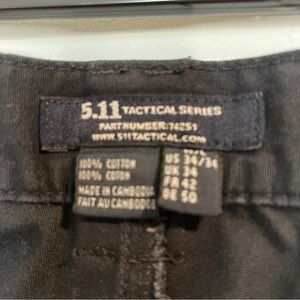 5.11 TACTICAL SERIES
PART NUMBER: 74251
WWW.511TACTICAL.COM
100% COTTON
100% COTON
MADE IN CAMBODIA
FAIT AU CAMBODGE
US 34/34
UK 34
FR 42
DE 50